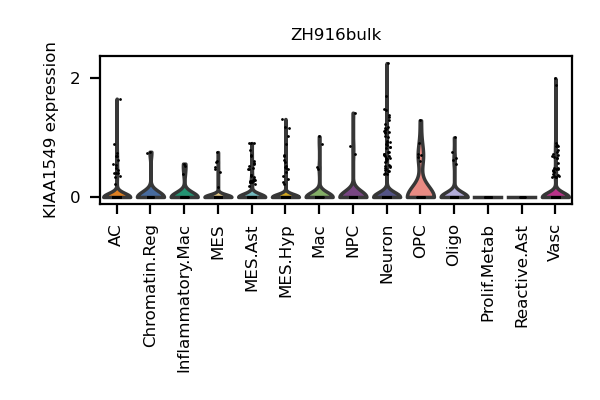 ZH916bulk
KIAA1549 expression
2
0
AC
Chromatin.Reg
Inflammatory.Mac
MES
MES.Ast
MES.Hyp
Mac
NPC
Neuron
OPC
Oligo
Prolif.Metab
Reactive.Ast
Vasc